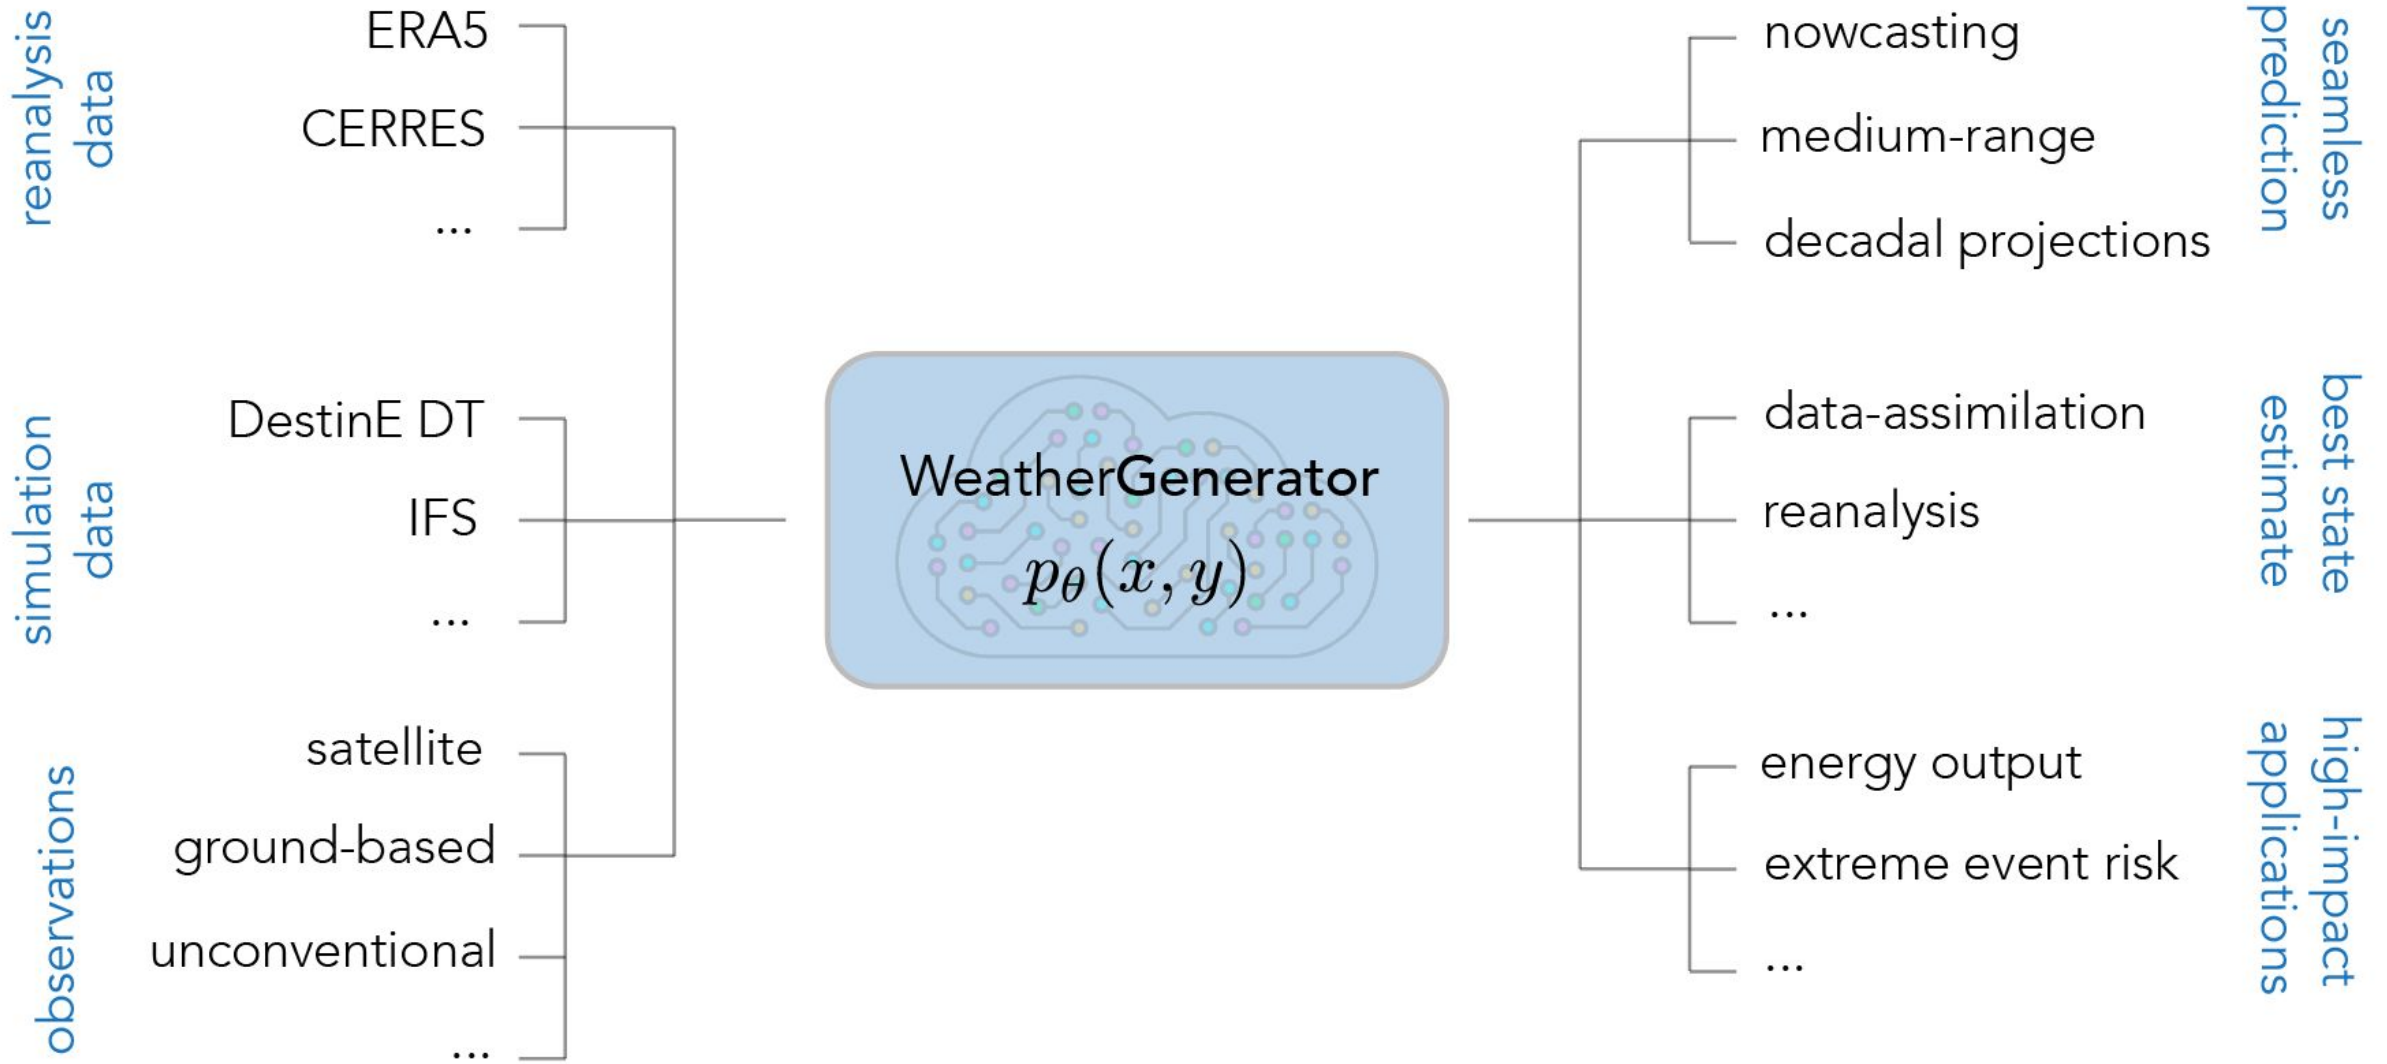 reanalysis
data
ERA5
CERRES
...
simulation
data
DestinE DT
IFS
...
observations
satellite
ground-based
unconventional
...
WeatherGenerator
pθ(x, y)
nowcasting
medium-range
decadal projections
seamless
prediction
data-assimilation
reanalysis
...
best state
estimate
energy output
extreme event risk
...
high-impact
applications